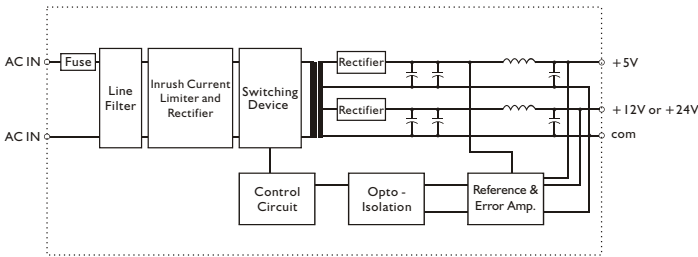 AC IN
Fuse
Line
Filter
Inrush Current
Limiter and
Rectifier
Switching
Device
Rectifier
+5V
Rectifier
+12V or +24V
AC IN
com
Control
Circuit
Opto -
Isolation
Reference &
Error Amp.